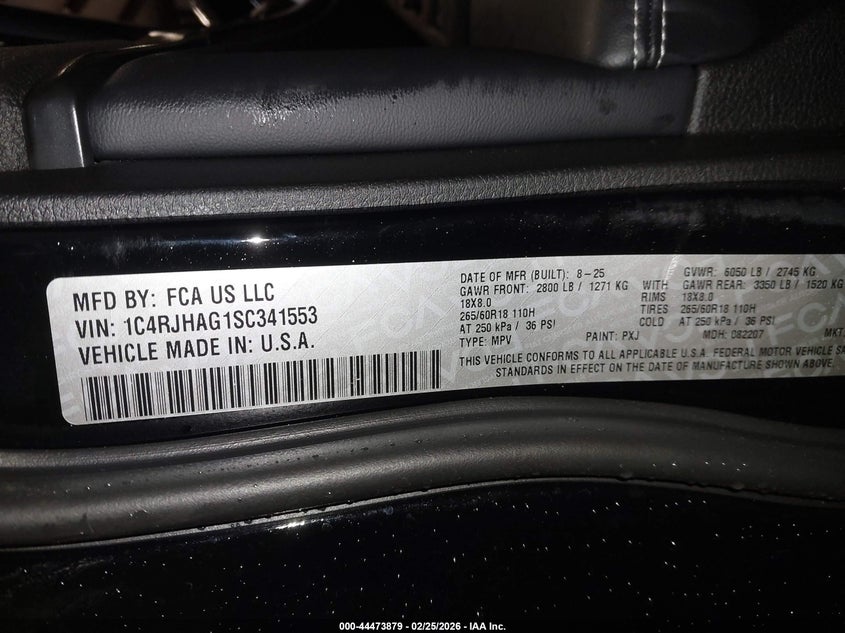 MFD BY: FCA US LLC
VIN: 1C4RJHAG1SC341553
VEHICLE MADE IN: U.S.A.
DATE OF MFR (BUILT): 8-25 GVWR: 6050 LB / 2745 KG
GAWR FRONT: 2800 LB / 1271 KG WITH GAWR REAR: 3350 LB / 1520 KG
18X8.0 RIMS 18X8.0
265/60R18 110H TIRES 265/60R18 110H
AT 250 kPa / 36 PSI COLD AT 250 kPa / 36 PSI
TYPE: MPV PAINT: PXJ MDH: 082207 MKT:
THIS VEHICLE CONFORMS TO ALL APPLICABLE U.S.A. FEDERAL MOTOR VEHICLE SA
STANDARDS IN EFFECT ON THE DATE OF MANUFACTURE SHOWN ABOVE.
000-44473879 - 02/25/2026 - IAA Inc.